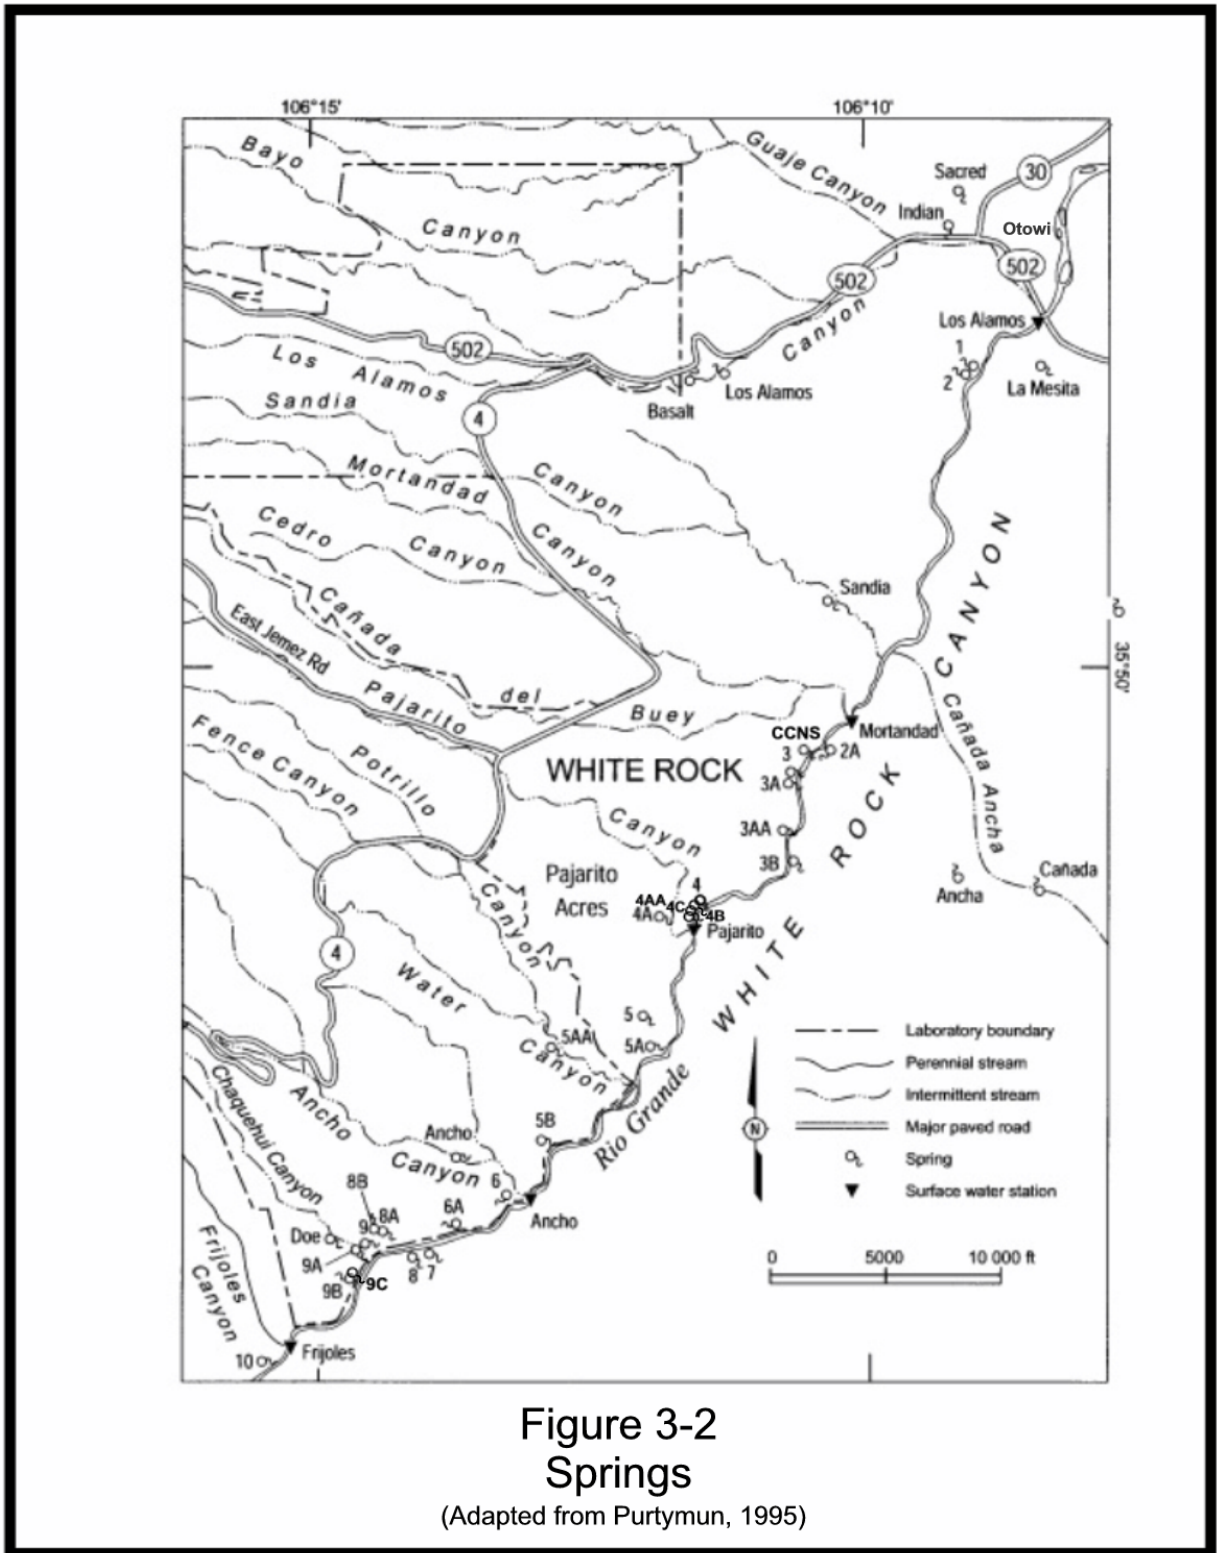 106°15'
106°10'
Bayo
Canyon
Guaje Canyon
Sacred
30
Indian
Otowi
502
502
Los Alamos
Canyon
502
Los Alamos
Sandia
Basalt
Los Alamos
1
2
La Mesita
4
Mortandad
Canyon
Cedro
Canyon
Canyon
Cañada
East Jemez Rd
del
Buey
Sandia
35°50'
WHITE ROCK CANYON
Cañada Ancha
Pajarito
Fence Canyon
Potrillo
WHITE ROCK
CCNS
Mortandad
3
2A
3A
3AA
3B
Canyon
Pajarito
Acres
4
4AA
4C
4A
4B
Pajarito
Cañada
Ancha
Canyon
4
Water
Canyon
5
5AA
5A
Rio Grande
Chaquehui Canyon
Ancho
Canyon
Ancho
5B
6
Ancho
8B
8A
6A
9
Doe
9A
8
7
9B
9C
Frijoles
Canyon
10
Frijoles
Laboratory boundary
Perennial stream
Intermittent stream
Major paved road
Spring
Surface water station
N
0 5000 10 000 ft
Figure 3-2
Springs
(Adapted from Purtymun, 1995)